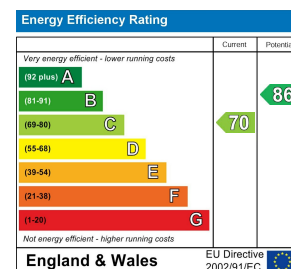 Energy Efficiency Rating
Current
Very energy efficient - lower running costs
(92 plus) A
(81-91) B
86
(69-80) C
70
(55-68) D
(39-54) E
(21-38) F
(1-20) G
Not energy efficient - higher running costs
England & Wales
EU Directive
2002/91/EC